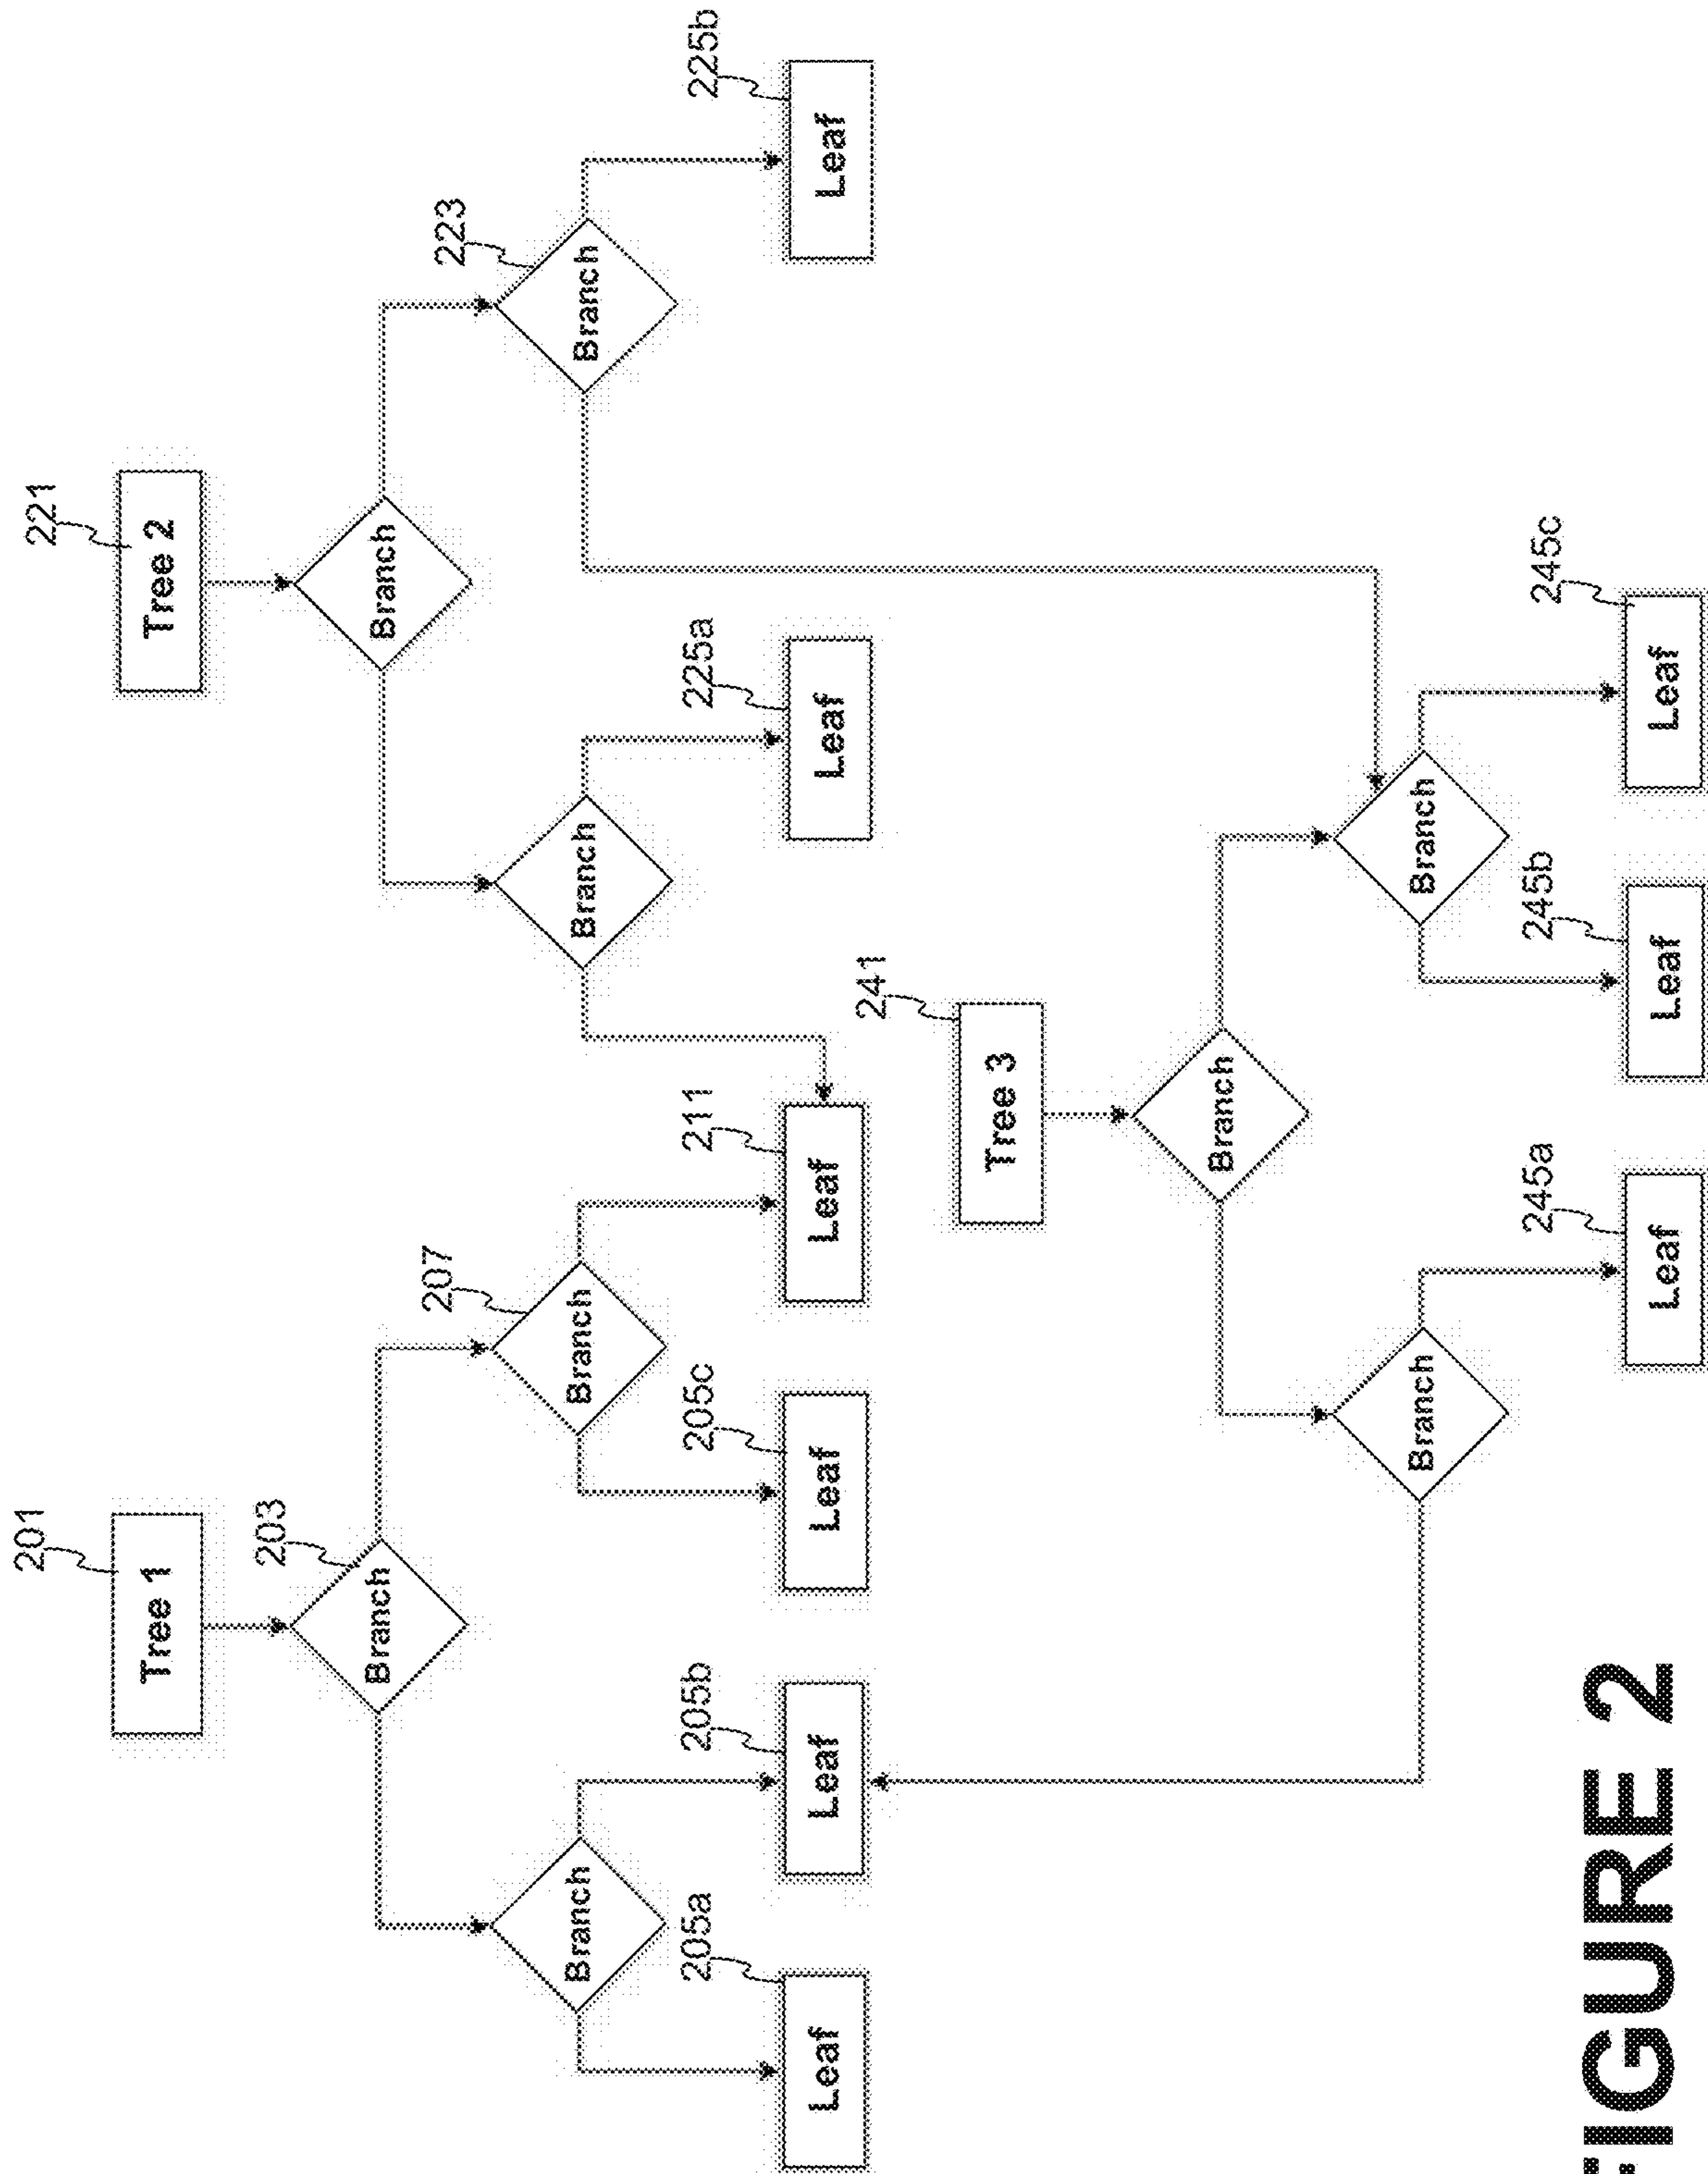 201
Tree 1
203
Branch
Branch
207
Branch
205a
Leaf
205b
Leaf
205c
Leaf
211
Leaf
221
Tree 2
Branch
Branch
223
Branch
225a
Leaf
225b
Leaf
241
Tree 3
Branch
Branch
Branch
245a
Leaf
245b
Leaf
245c
Leaf
FIGURE 2